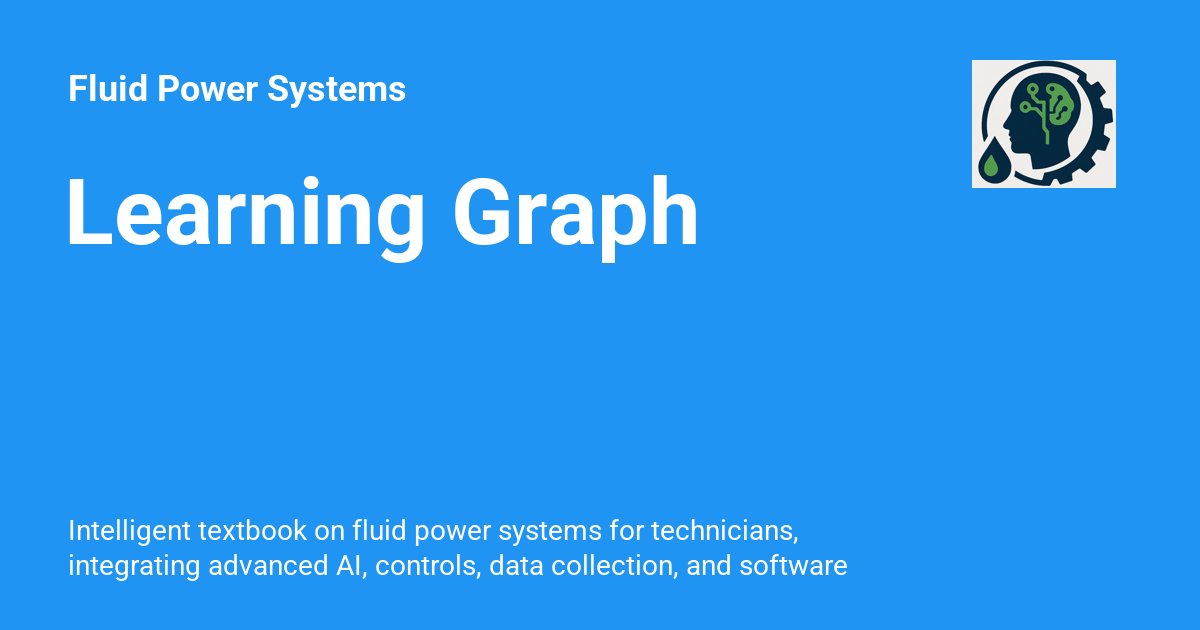 Fluid Power Systems
Learning Graph
Intelligent textbook on fluid power systems for technicians,
integrating advanced AI, controls, data collection, and software